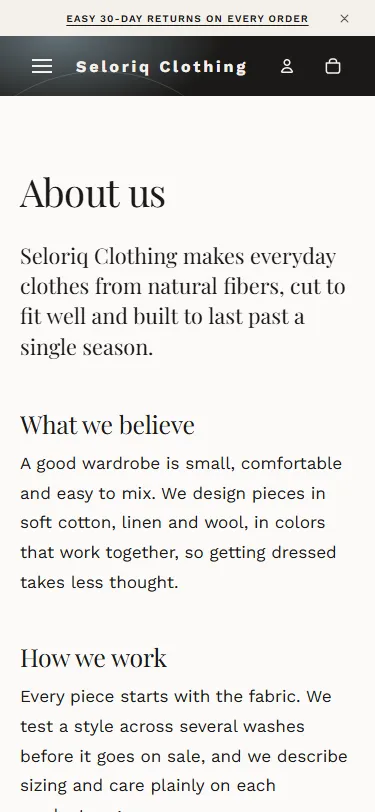 EASY 30-DAY RETURNS ON EVERY ORDER
Seloriq Clothing
About us
Seloriq Clothing makes everyday
clothes from natural fibers, cut to
fit well and built to last past a
single season.
What we believe
A good wardrobe is small, comfortable
and easy to mix. We design pieces in
soft cotton, linen and wool, in colors
that work together, so getting dressed
takes less thought.
How we work
Every piece starts with the fabric. We
test a style across several washes
before it goes on sale, and we describe
sizing and care plainly on each